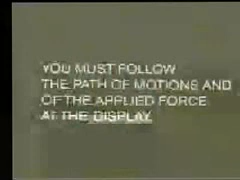 YOU MUST FOLLOW
THE PATH OF MOTIONS AND
OF THE APPLIED FORCE
AT THE DISPLAY.